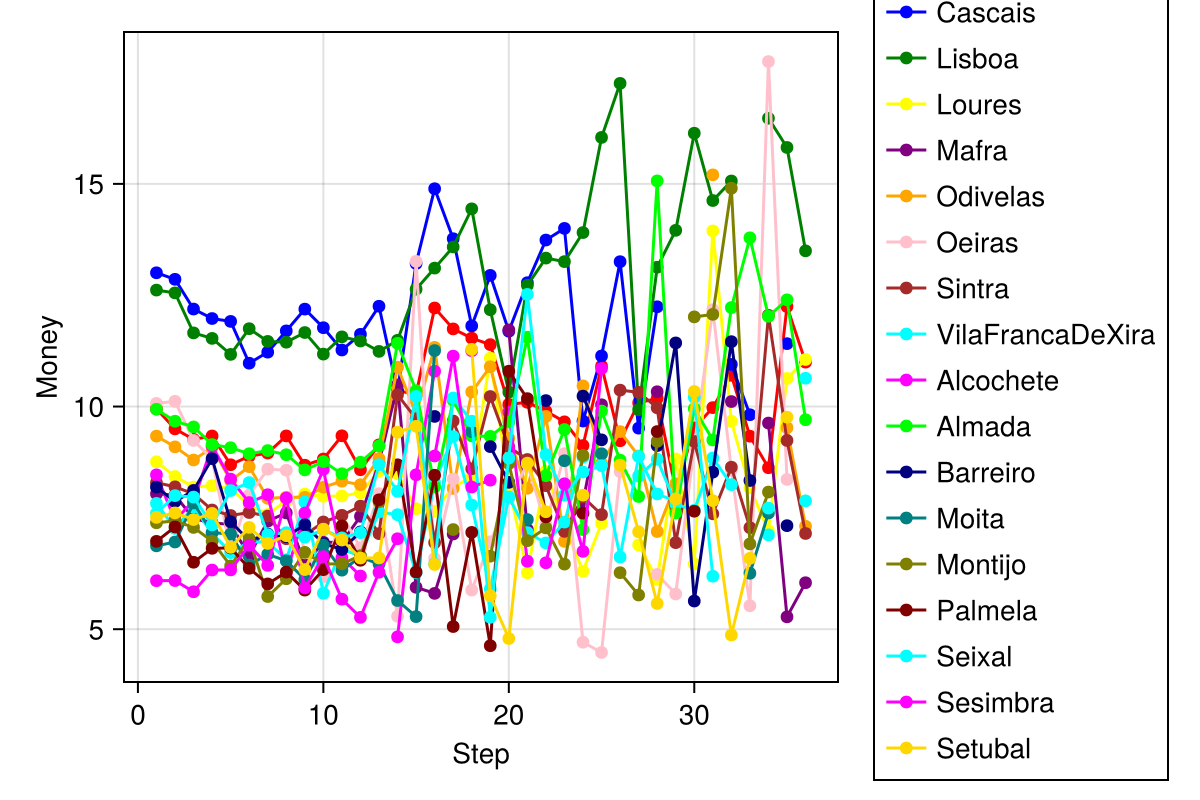 Cascais
Lisboa
Loures
Mafra
Odivelas
Oeiras
Sintra
VilaFrancaDeXira
Alcochete
Almada
Barreiro
Moita
Montijo
Palmela
Seixal
Sesimbra
Setubal
Money
15
10
5
0 10 20 30
Step